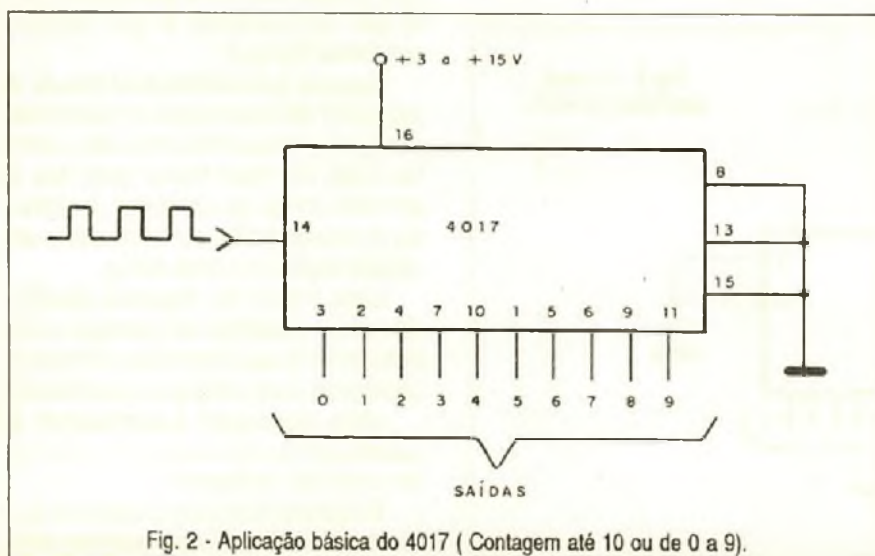 +3 a +15V
16
8
14
4017
13
15
3 2 4 7 10 1 5 6 9 11
0 1 2 3 4 5 6 7 8 9
SAÍDAS
Fig. 2 - Aplicação básica do 4017 ( Contagem até 10 ou de 0 a 9).